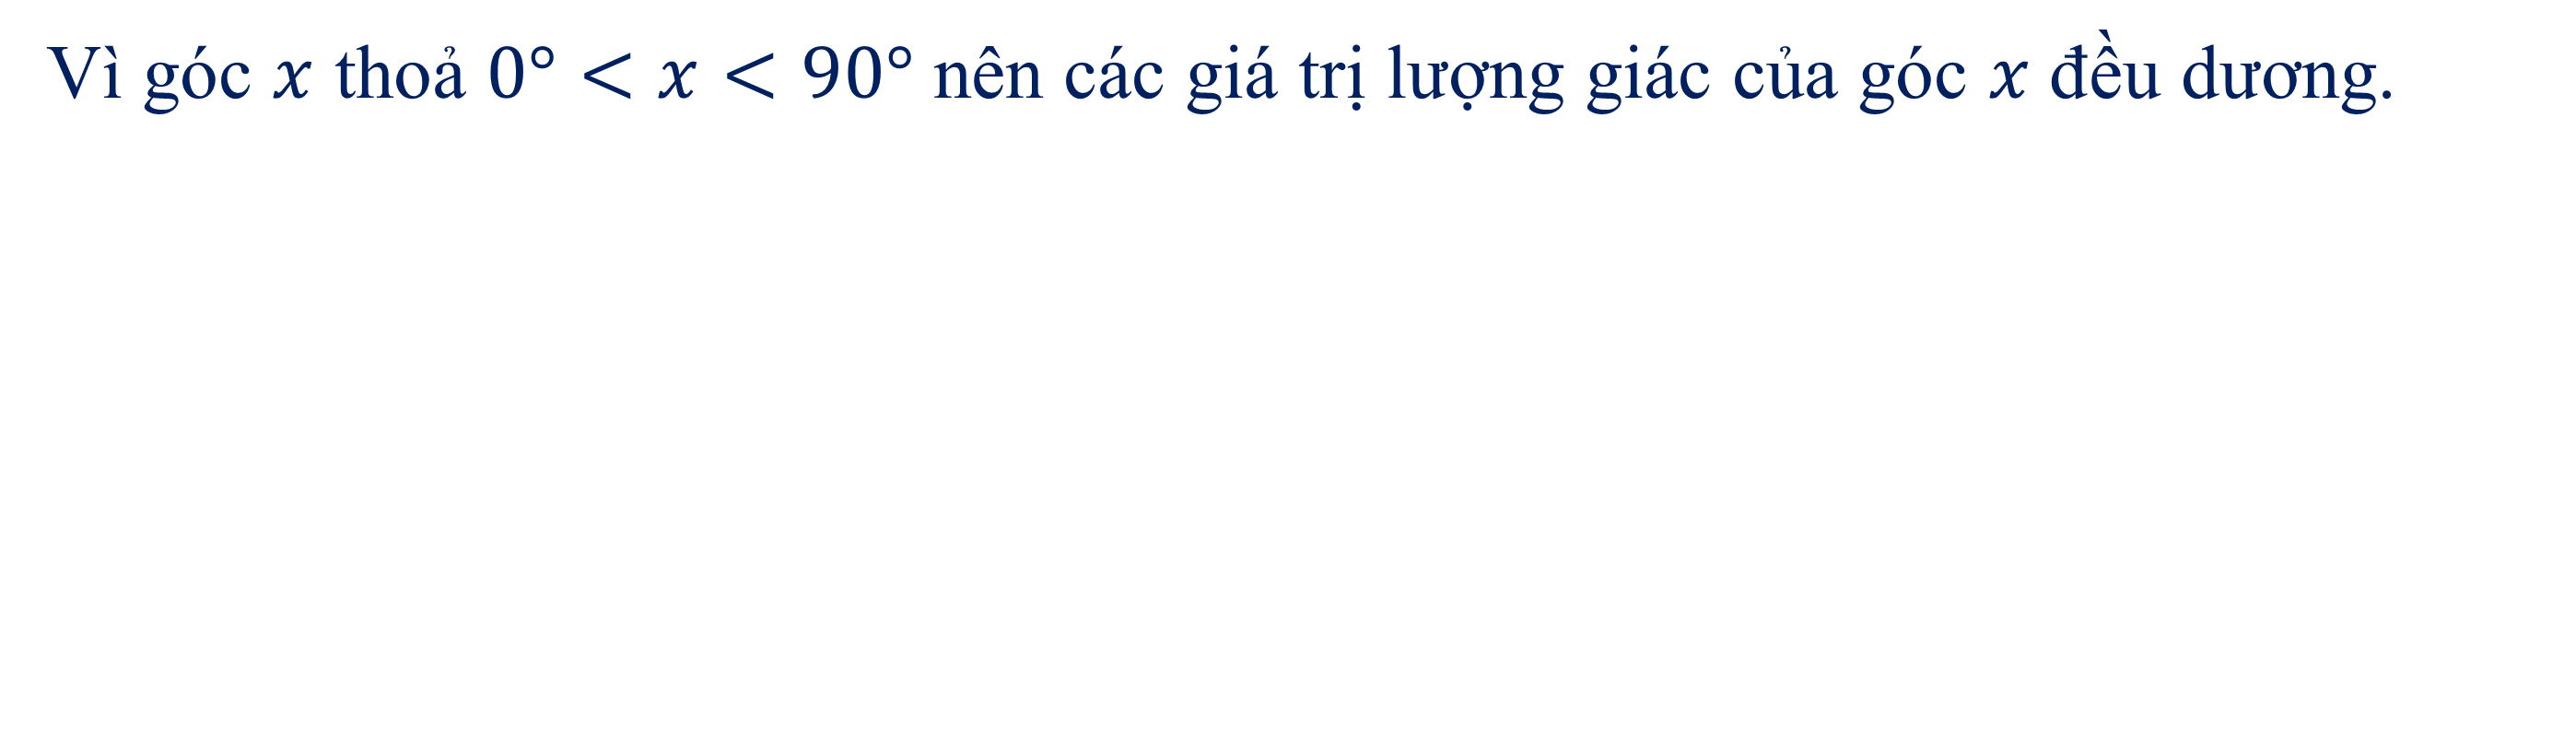 Vì góc x thoả 0° < x < 90° nên các giá trị lượng giác của góc x đều dương.